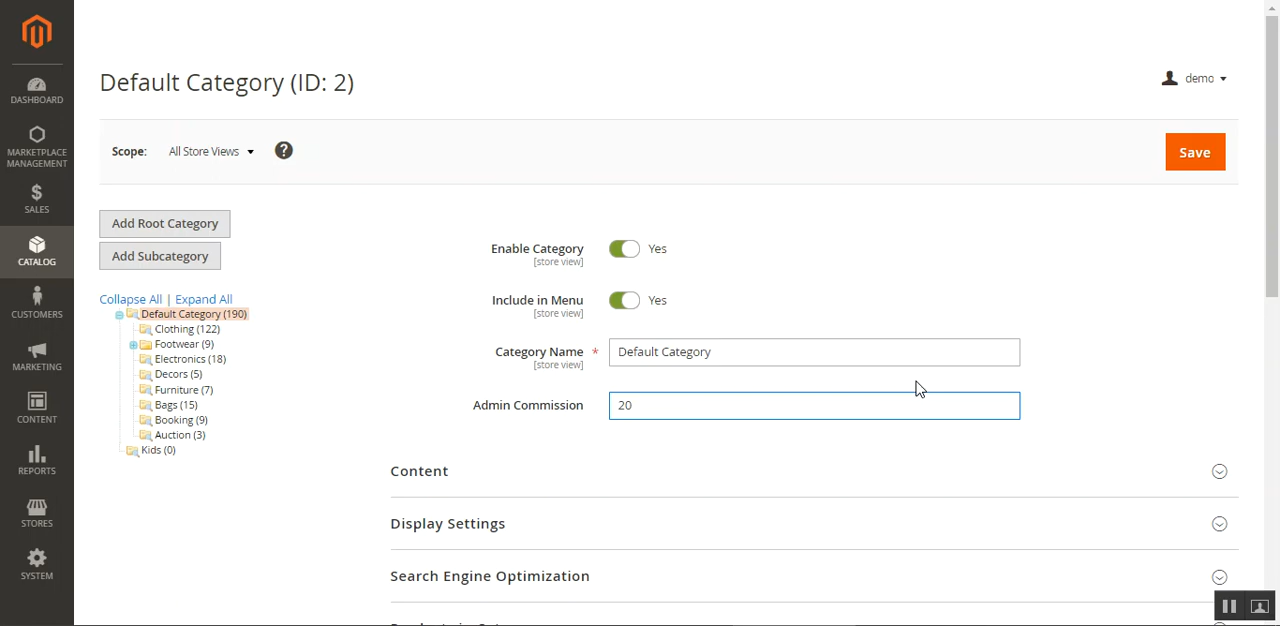 Default Category (ID: 2)
demo
Scope: All Store Views ?
Save
DASHBOARD
MARKETPLACE
MANAGEMENT
SALES
CATALOG
CUSTOMERS
MARKETING
CONTENT
REPORTS
STORES
SYSTEM
Add Root Category
Add Subcategory
Collapse All | Expand All
Default Category (190)
Clothing (122)
Footwear (9)
Electronics (18)
Decors (5)
Furniture (7)
Bags (15)
Booking (9)
Auction (3)
Kids (0)
Enable Category Yes
[store view]
Include in Menu Yes
[store view]
Category Name * Default Category
[store view]
Admin Commission 20
Content
Display Settings
Search Engine Optimization